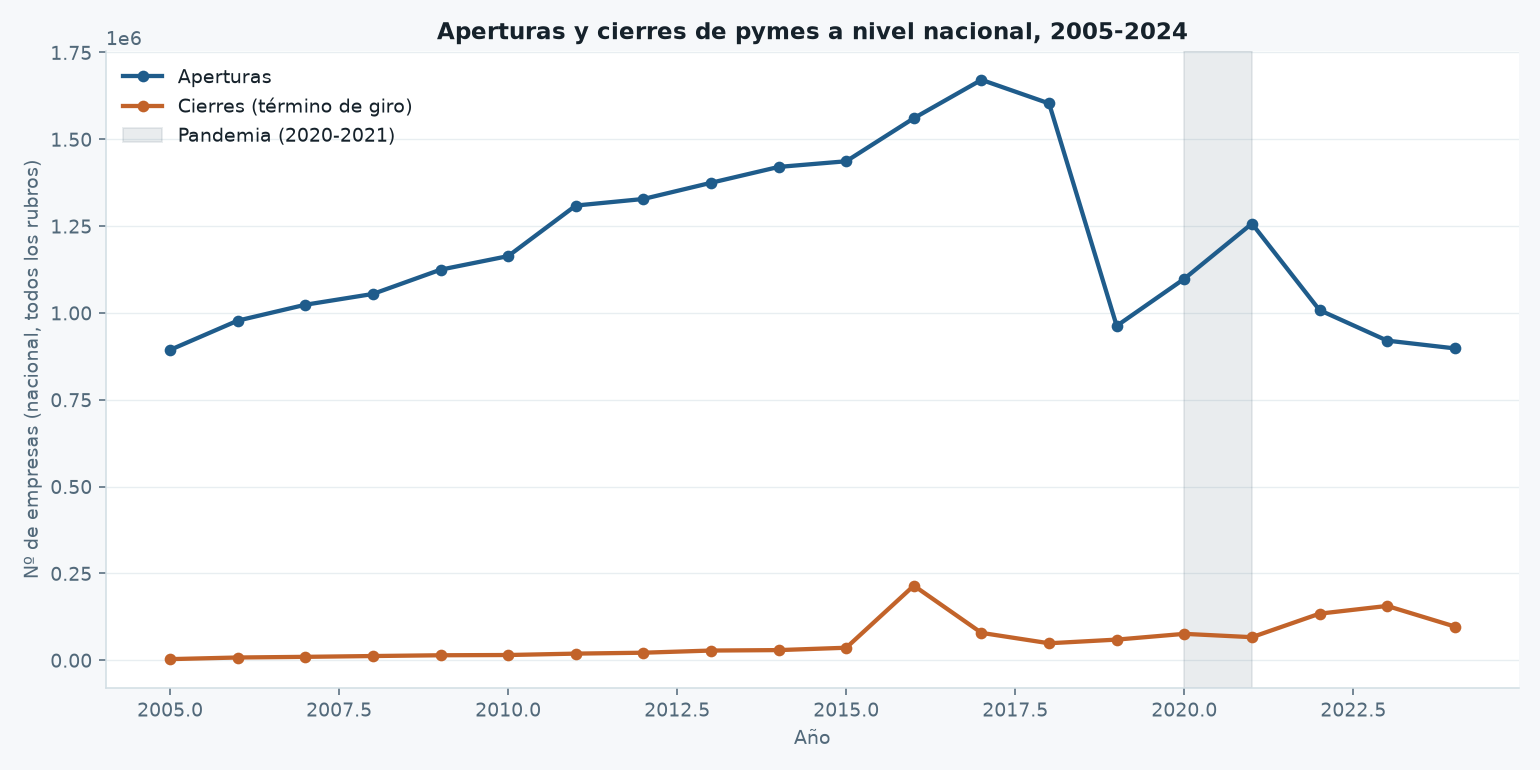 Aperturas y cierres de pymes a nivel nacional, 2005-2024
1e6
1.75
1.50
1.25
1.00
0.75
0.50
0.25
0.00
Nº de empresas (nacional, todos los rubros)
Aperturas
Cierres (término de giro)
Pandemia (2020-2021)
2005.0 2007.5 2010.0 2012.5 2015.0 2017.5 2020.0 2022.5
Año